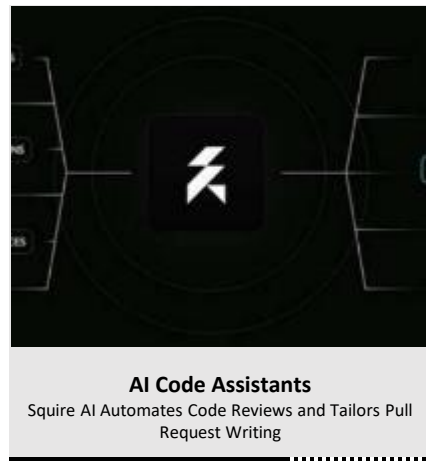 AI Code Assistants
Squire AI Automates Code Reviews and Tailors Pull
Request Writing